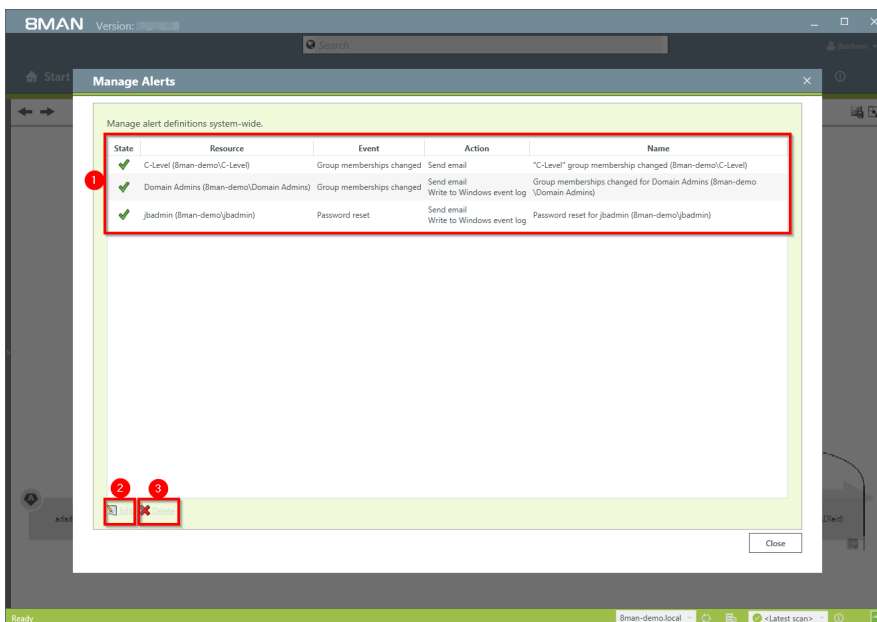 8MAN Version:
Search
jbadmin
Start
Manage Alerts
Manage alert definitions system-wide.
State Resource Event Action Name
C-Level (8man-demo\C-Level) Group memberships changed Send email "C-Level" group membership changed (8man-demo\C-Level)
1
Domain Admins (8man-demo\Domain Admins) Group memberships changed Send email
Write to Windows event log
Group memberships changed for Domain Admins (8man-demo
\Domain Admins)
jbadmin (8man-demo\jbadmin) Password reset Send email
Write to Windows event log
Password reset for jbadmin (8man-demo\jbadmin)
2 3
Edit Delete
Close
Ready 8man-demo.local <Latest scan>